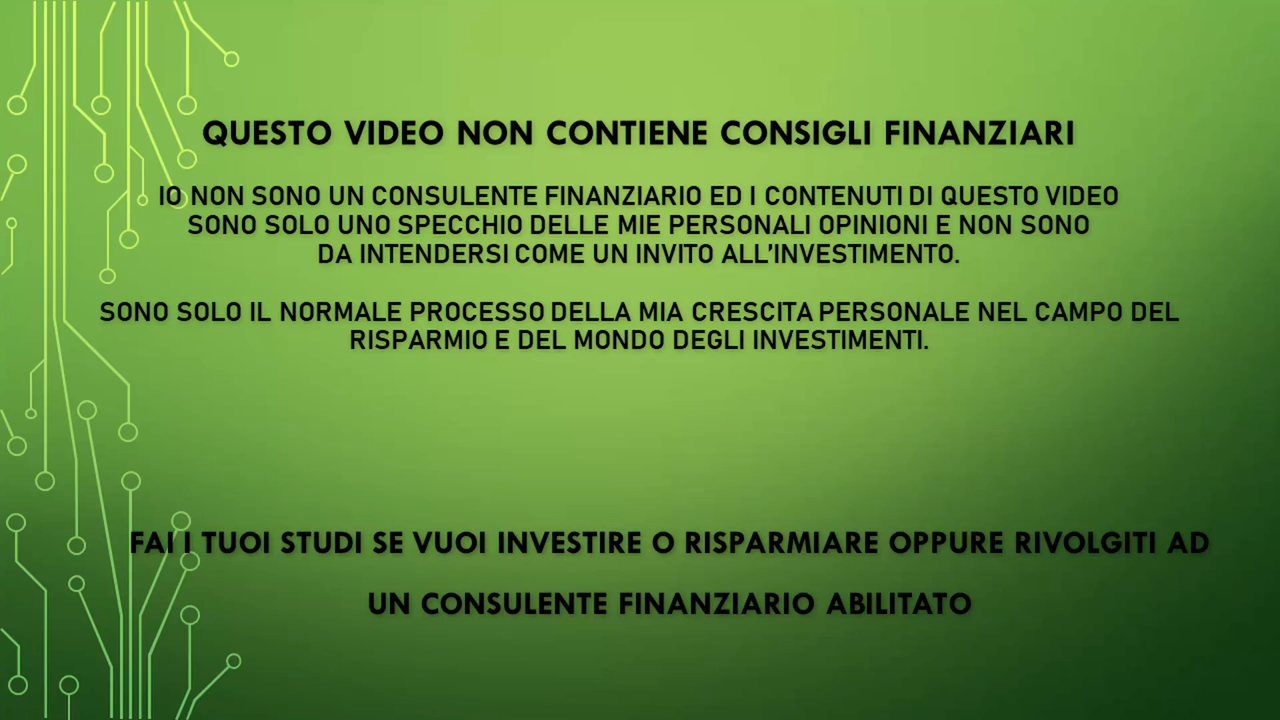 QUESTO VIDEO NON CONTIENE CONSIGLI FINANZIARI
IO NON SONO UN CONSULENTE FINANZIARIO ED I CONTENUTI DI QUESTO VIDEO
SONO SOLO UNO SPECCHIO DELLE MIE PERSONALI OPINIONI E NON SONO
DA INTENDERSI COME UN INVITO ALL'INVESTIMENTO.
SONO SOLO IL NORMALE PROCESSO DELLA MIA CRESCITA PERSONALE NEL CAMPO DEL
RISPARMIO E DEL MONDO DEGLI INVESTIMENTI.
FAI I TUOI STUDI SE VUOI INVESTIRE O RISPARMIARE OPPURE RIVOLGITI AD
UN CONSULENTE FINANZIARIO ABILITATO